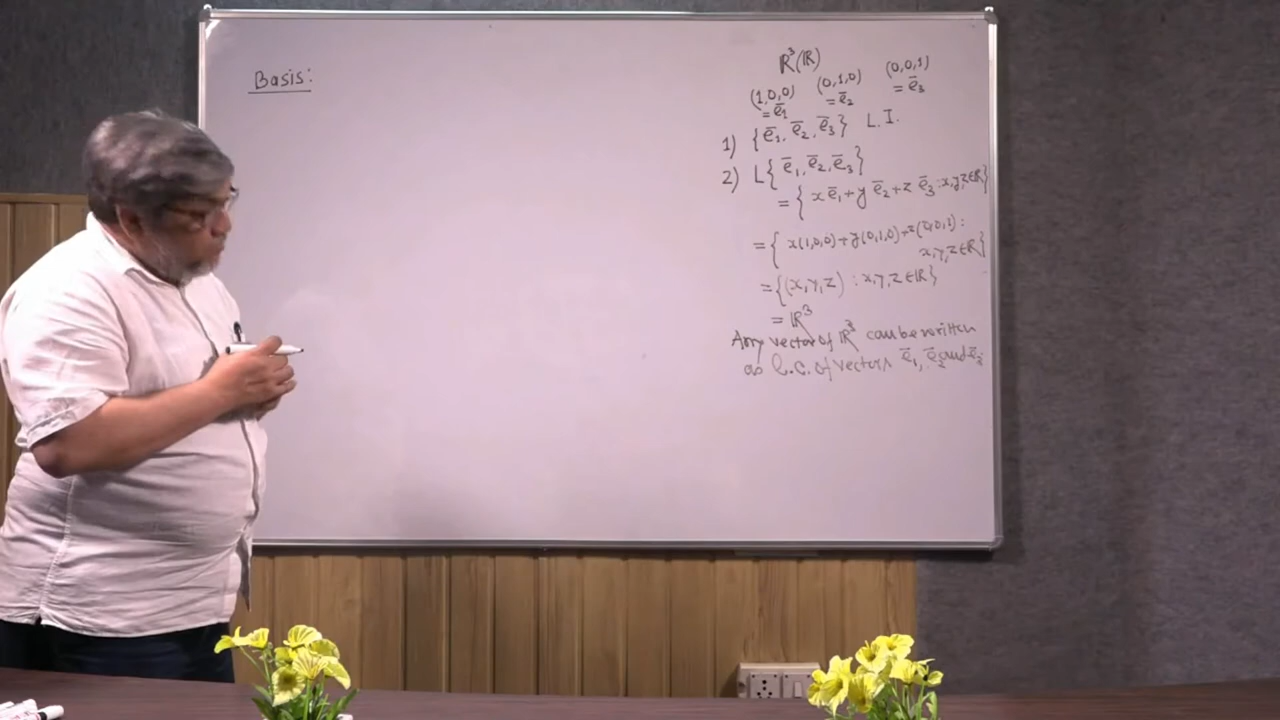 Basis:
ℝ³(ℝ)
(1,0,0) (0,1,0) (0,0,1)
= ē₁ = ē₂ = ē₃
1) {ē₁, ē₂, ē₃} L.I.
2) L{ē₁, ē₂, ē₃}
= {x ē₁ + y ē₂ + z ē₃ : x,y,z∈ℝ}
= {x(1,0,0) + y(0,1,0) + z(0,0,1) :
x,y,z∈ℝ}
= {(x,y,z) : x,y,z∈ℝ}
= ℝ³
Any vector of ℝ³ can be written
as l.c. of vectors ē₁, ē₂ and ē₃